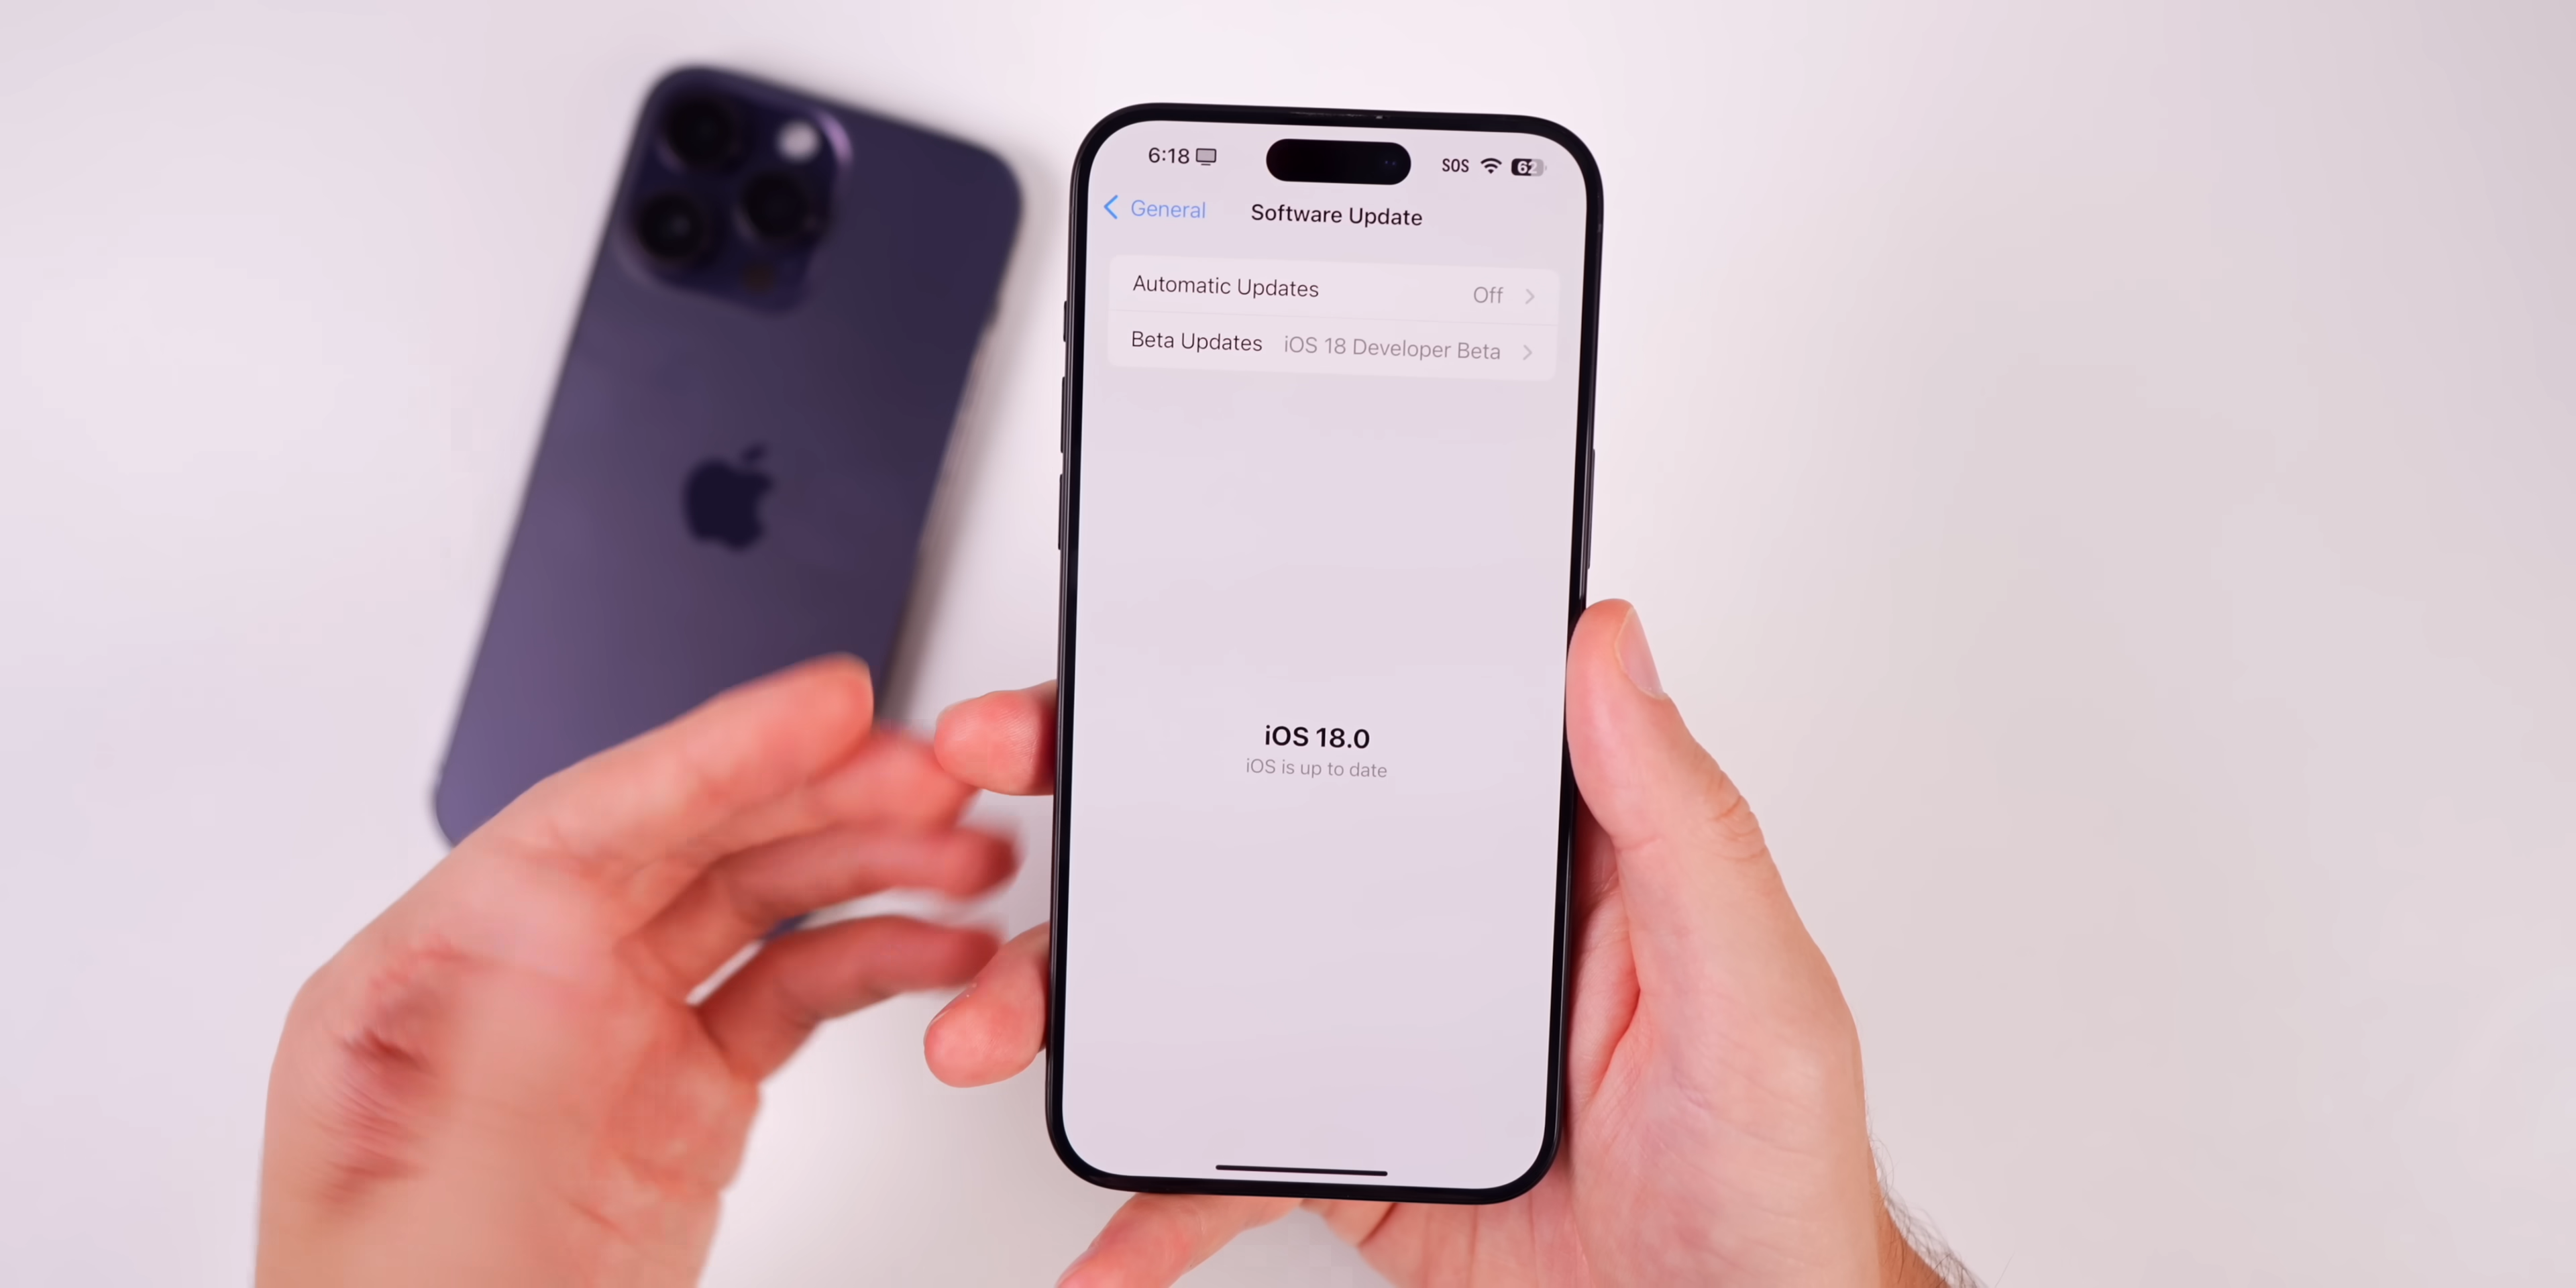 6:18
SOS 62
General
Software Update
Automatic Updates Off
Beta Updates iOS 18 Developer Beta
iOS 18.0
iOS is up to date